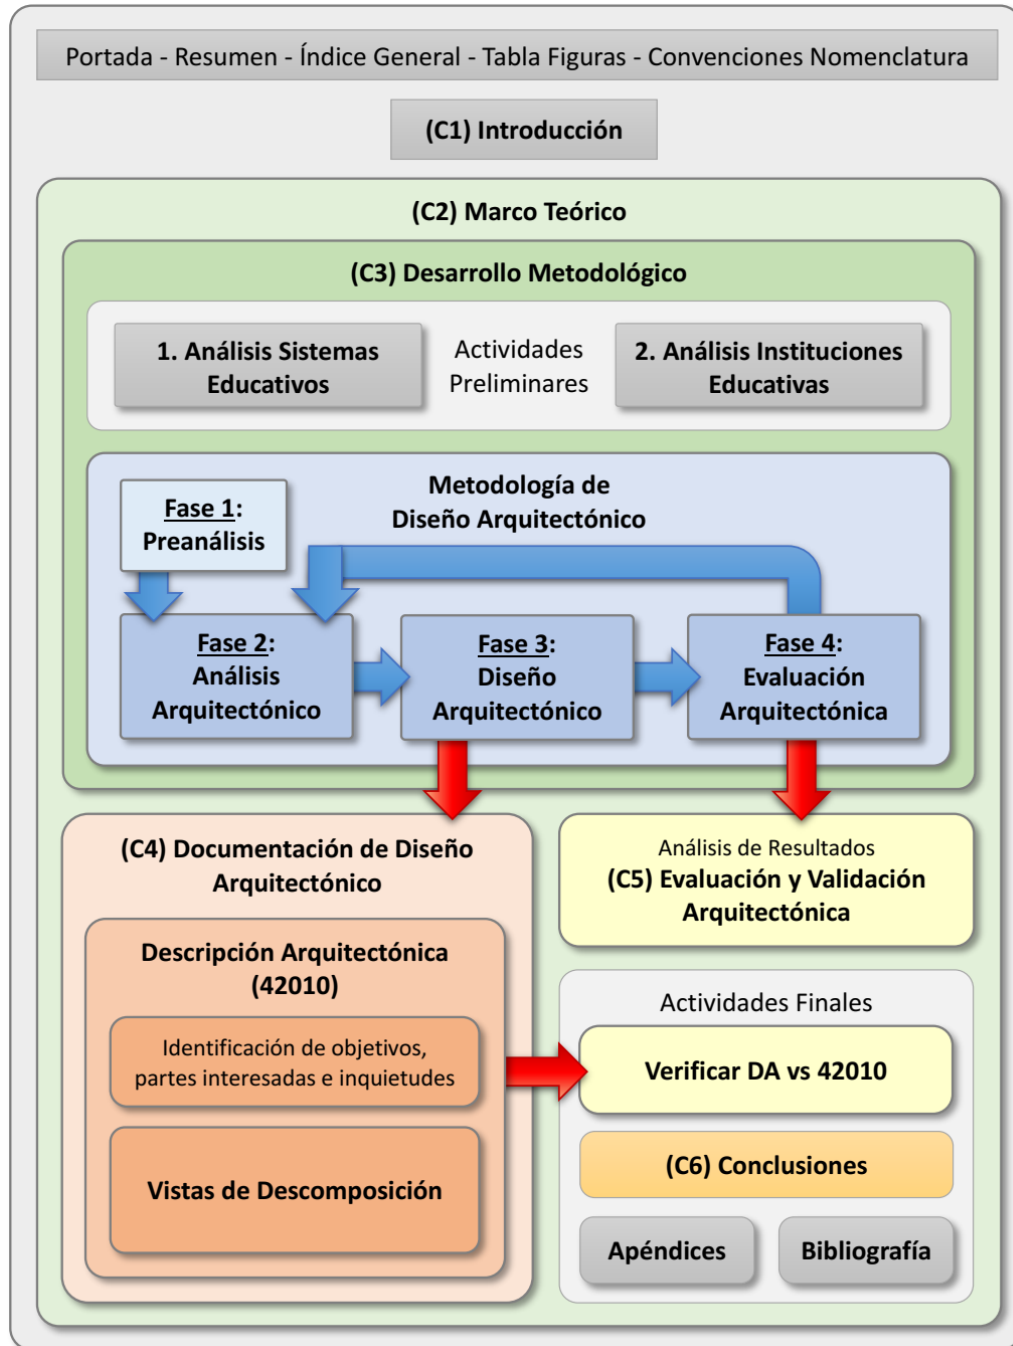 Portada - Resumen - Índice General - Tabla Figuras - Convenciones Nomenclatura
(C1) Introducción
(C2) Marco Teórico
(C3) Desarrollo Metodológico
1. Análisis Sistemas
Educativos
Actividades
Preliminares
2. Análisis Instituciones
Educativas
Metodología de
Diseño Arquitectónico
Fase 1:
Preanálisis
Fase 2:
Análisis
Arquitectónico
Fase 3:
Diseño
Arquitectónico
Fase 4:
Evaluación
Arquitectónica
(C4) Documentación de Diseño
Arquitectónico
Descripción Arquitectónica
(42010)
Identificación de objetivos,
partes interesadas e inquietudes
Vistas de Descomposición
Análisis de Resultados
(C5) Evaluación y Validación
Arquitectónica
Actividades Finales
Verificar DA vs 42010
(C6) Conclusiones
Apéndices
Bibliografía